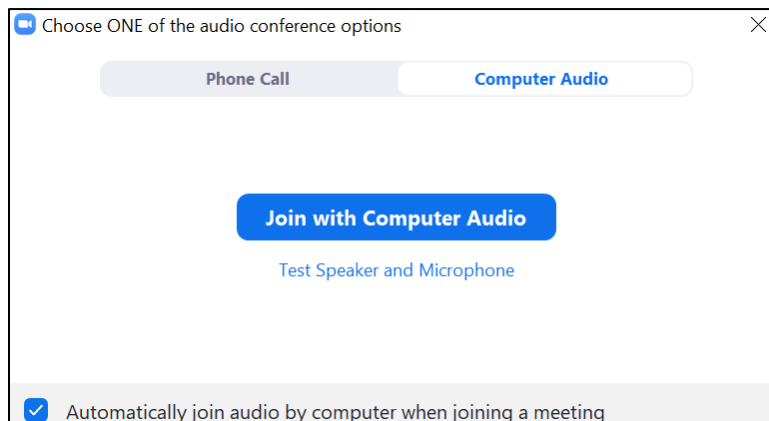 Choose ONE of the audio conference options
Phone Call
Computer Audio
Join with Computer Audio
Test Speaker and Microphone
Automatically join audio by computer when joining a meeting